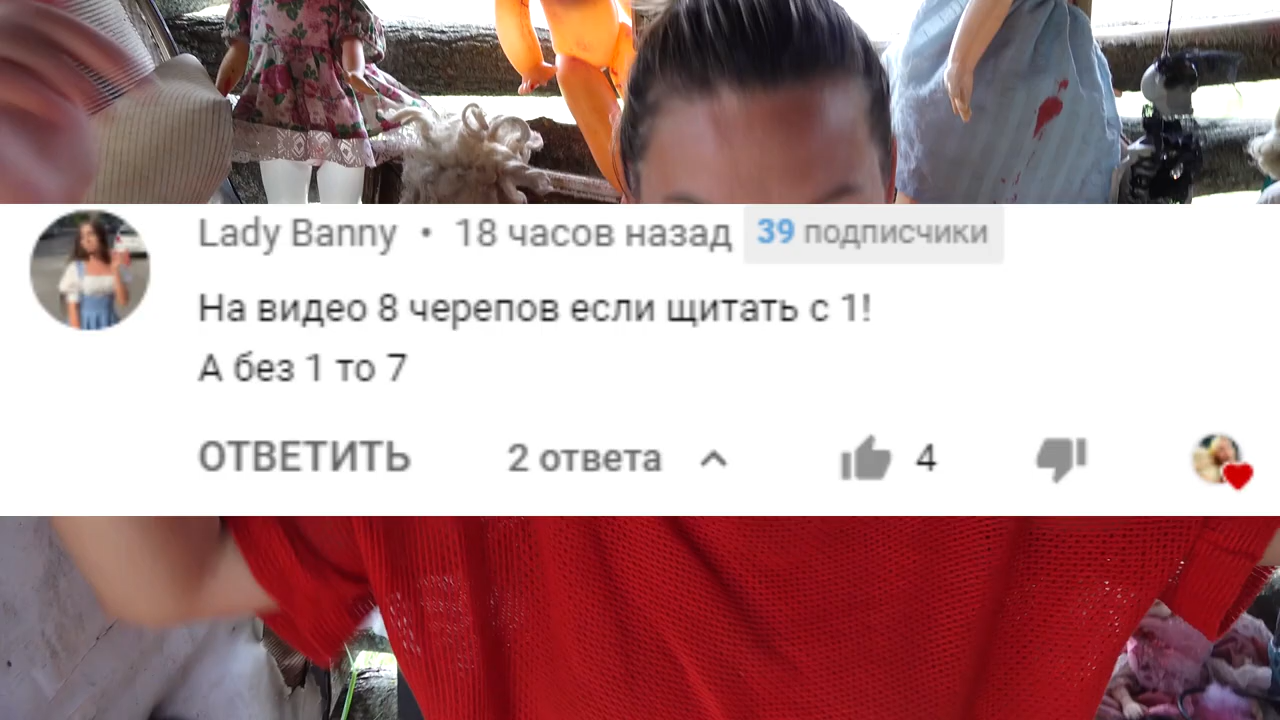 Lady Banny • 18 часов назад 39 подписчики
На видео 8 черепов если щитать с 1!
А без 1 то 7
ОТВЕТИТЬ 2 ответа 4